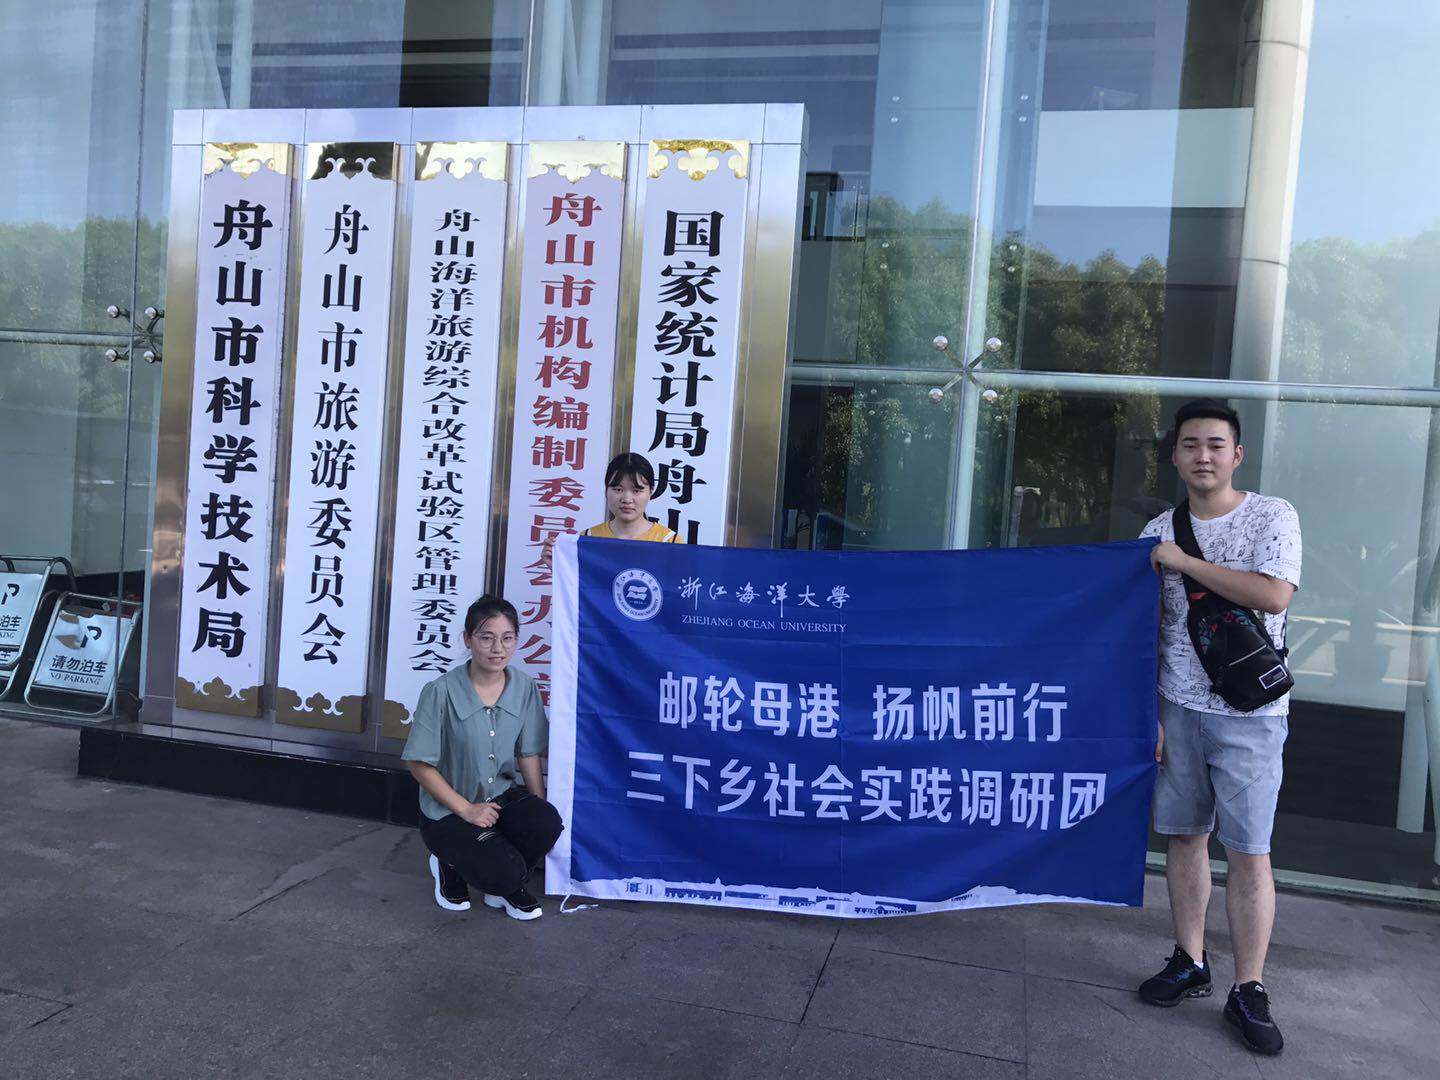 舟山市科学技术局
舟山市旅游委员会
舟山海洋旅游综合改革试验区管理委员会
舟山市机构编制委员会办公室
国家统计局舟山
浙江海洋大學
ZHEJIANG OCEAN UNIVERSITY
邮轮母港 扬帆前行
三下乡社会实践调研团
请勿泊车
NO PARKING